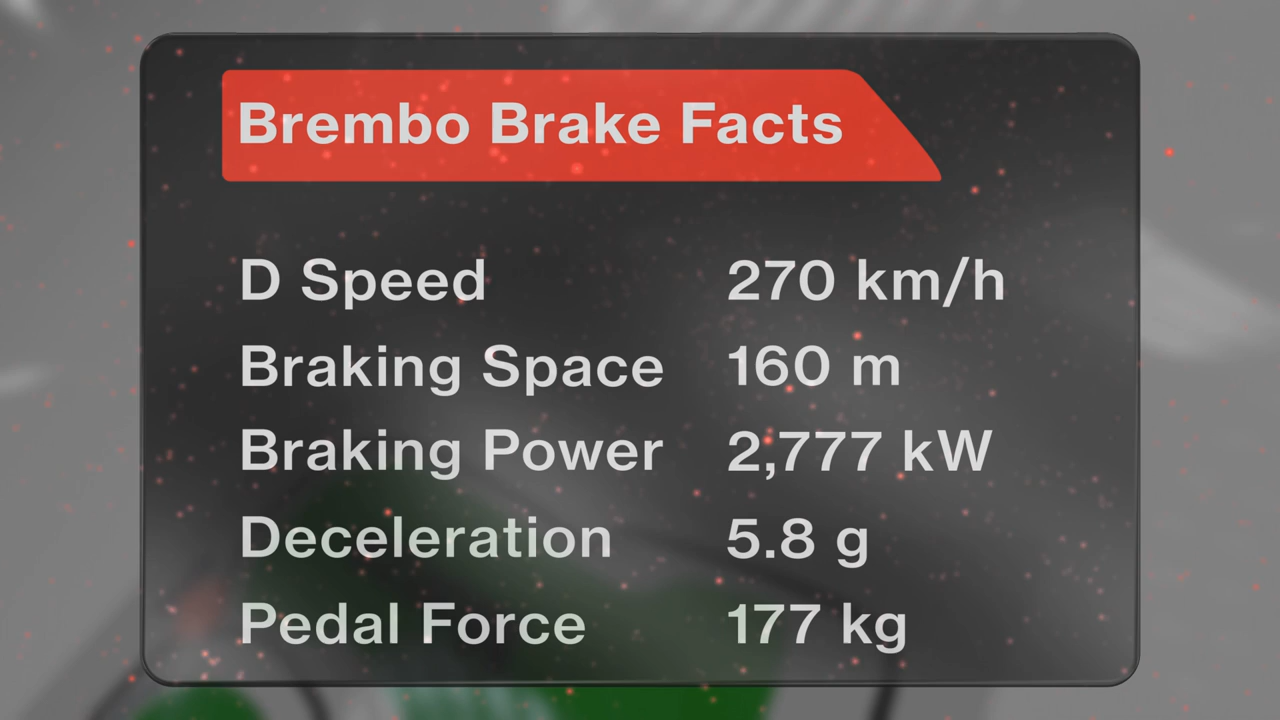 Brembo Brake Facts
D Speed 270 km/h
Braking Space 160 m
Braking Power 2,777 kW
Deceleration 5.8 g
Pedal Force 177 kg